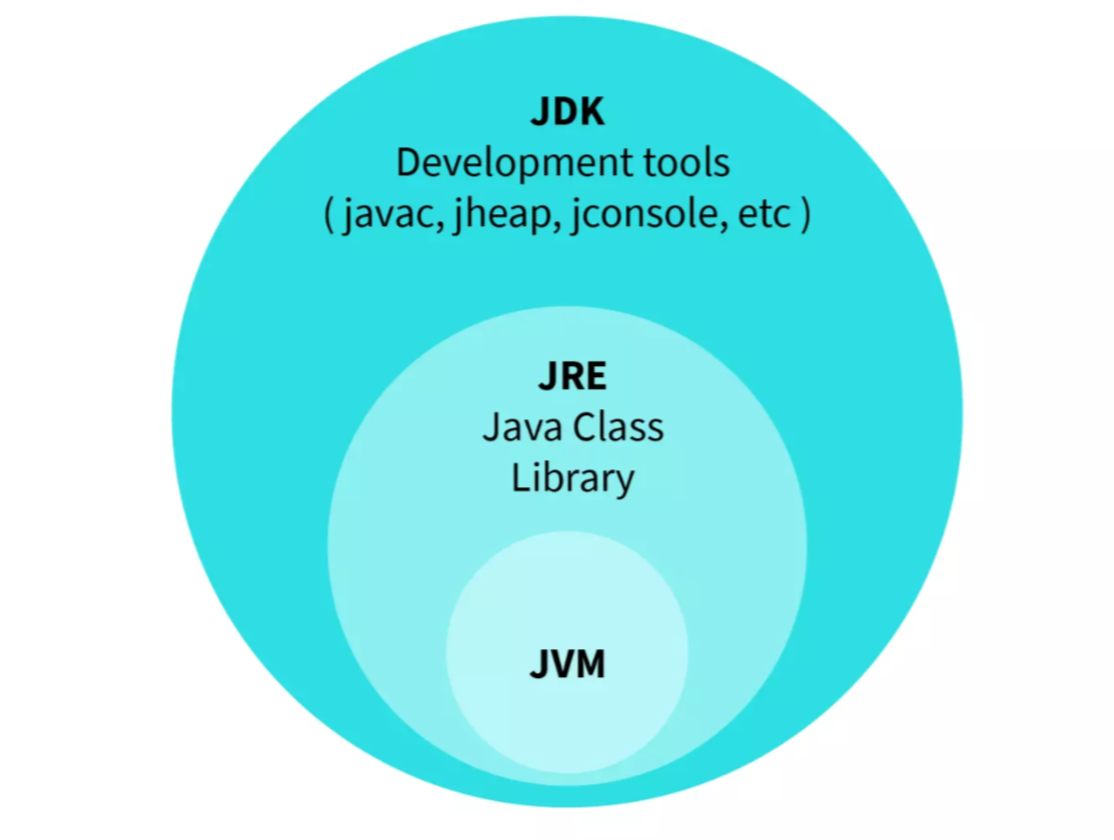 JDK
Development tools
( javac, jheap, jconsole, etc )
JRE
Java Class
Library
JVM